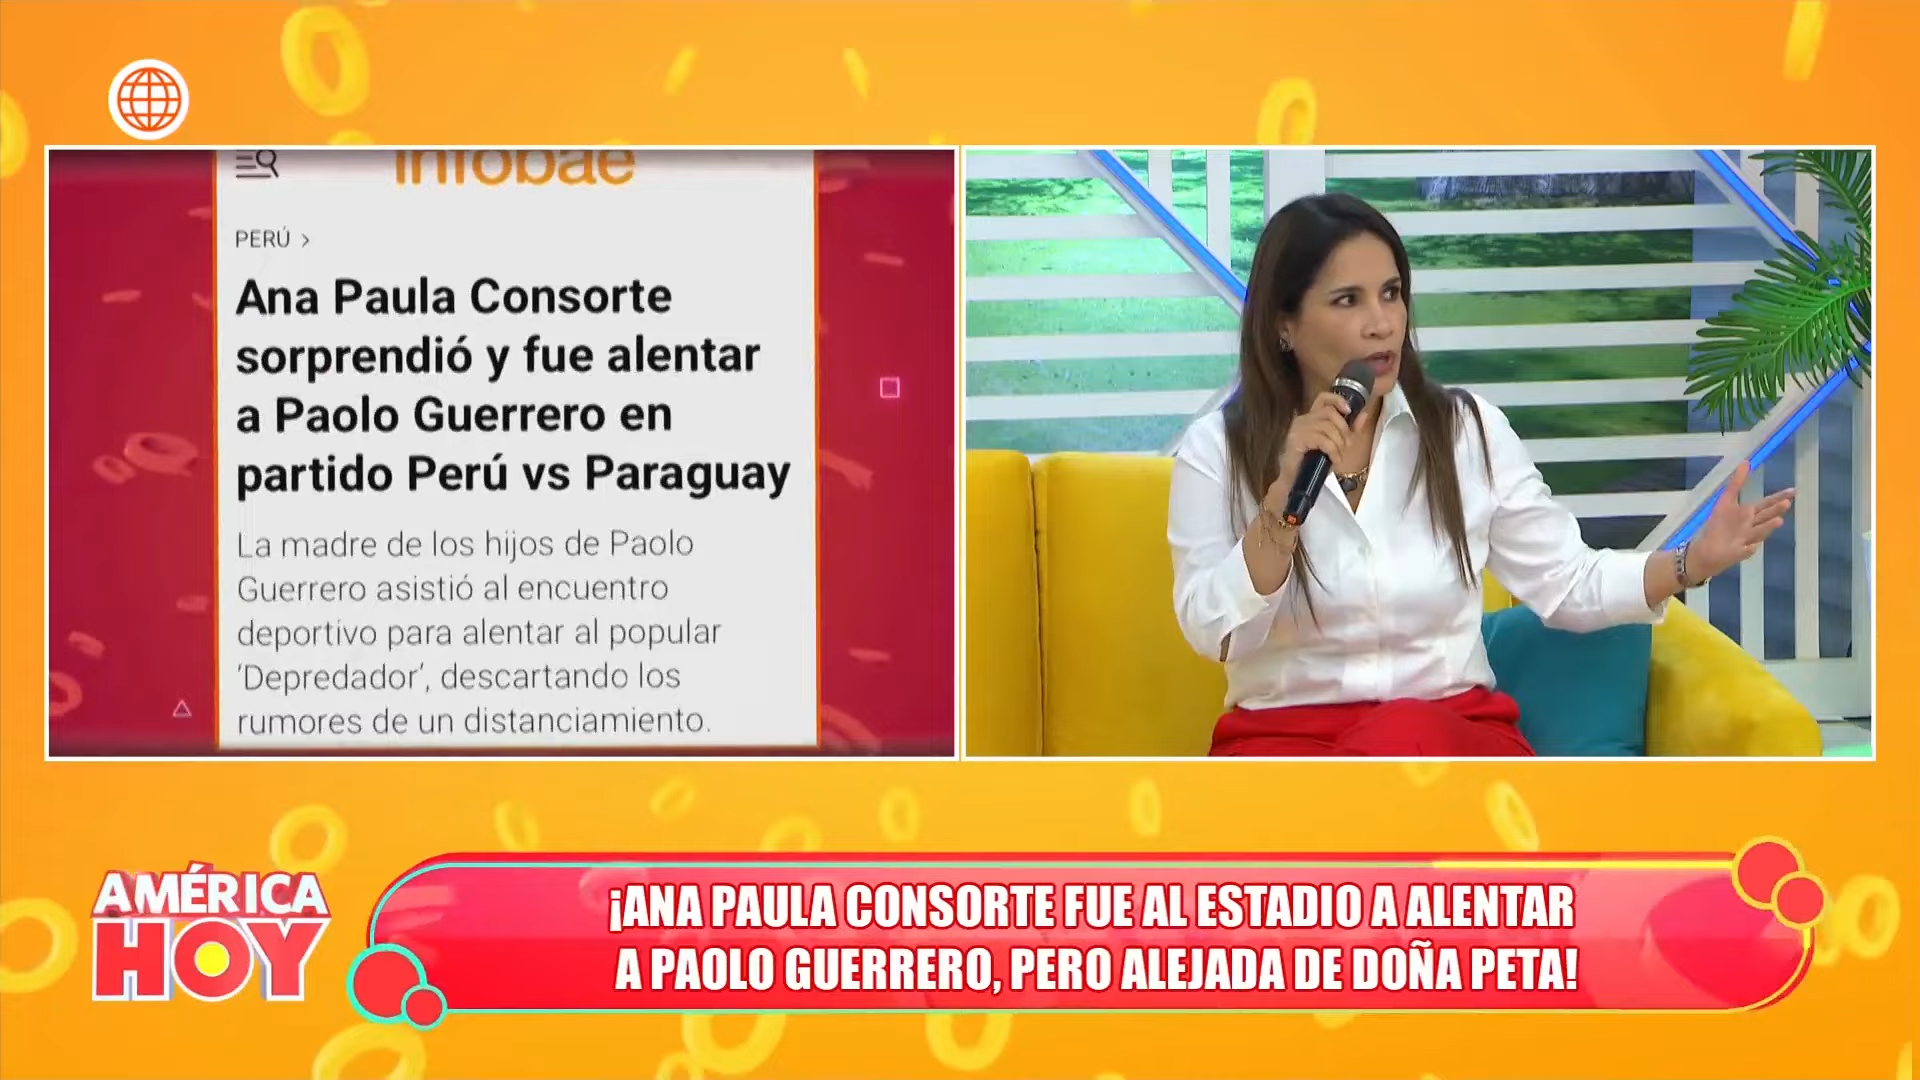 infobae
PERÚ >
Ana Paula Consorte
sorprendió y fue alentar
a Paolo Guerrero en
partido Perú vs Paraguay
La madre de los hijos de Paolo
Guerrero asistió al encuentro
deportivo para alentar al popular
'Depredador', descartando los
rumores de un distanciamiento.
AMÉRICA
HOY
¡ANA PAULA CONSORTE FUE AL ESTADIO A ALENTAR
A PAOLO GUERRERO, PERO ALEJADA DE DOÑA PETA!